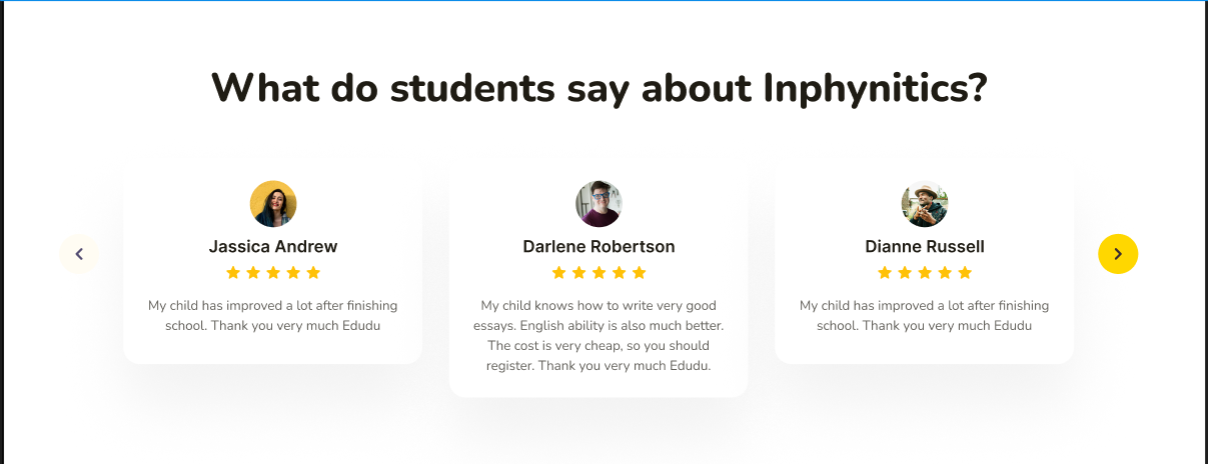 What do students say about Inphynitics?
Jassica Andrew
My child has improved a lot after finishing
school. Thank you very much Edudu
Darlene Robertson
My child knows how to write very good
essays. English ability is also much better.
The cost is very cheap, so you should
register. Thank you very much Edudu.
Dianne Russell
My child has improved a lot after finishing
school. Thank you very much Edudu